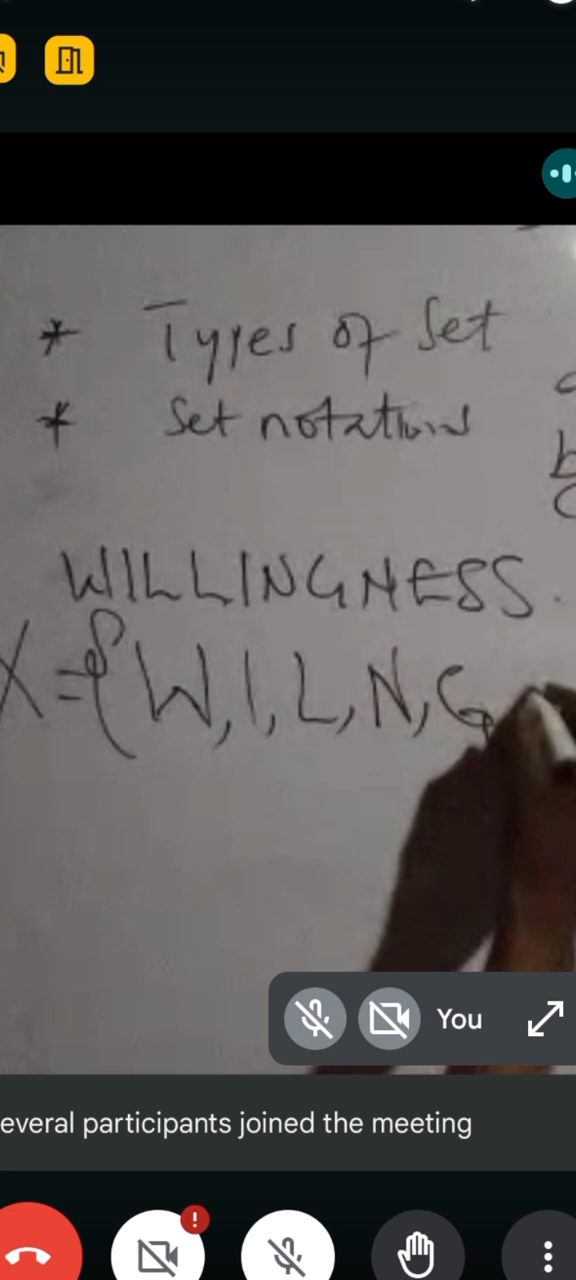 * Types of Set
* Set notations
WILLINGNESS.
X = { W, I, L, N, G
You
everal participants joined the meeting